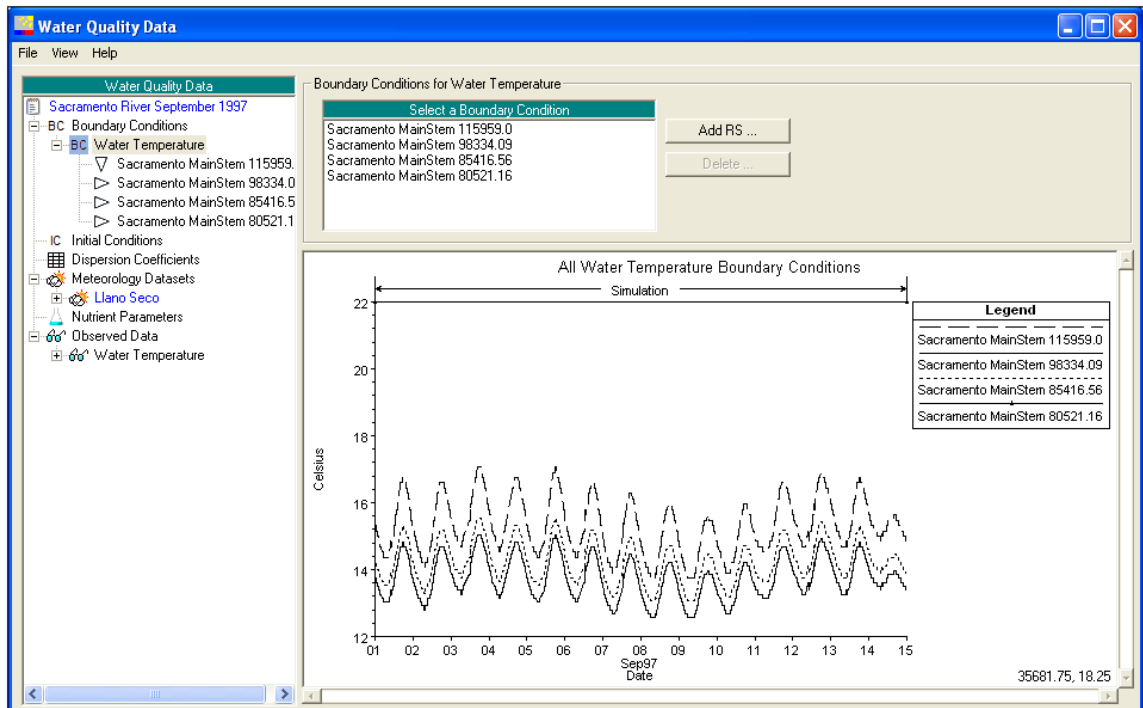 Water Quality Data
File View Help
Water Quality Data
Sacramento River September 1997
BC Boundary Conditions
BC Water Temperature
Sacramento MainStem 115959.
Sacramento MainStem 98334.0
Sacramento MainStem 85416.5
Sacramento MainStem 80521.1
IC Initial Conditions
Dispersion Coefficients
Meteorology Datasets
Llano Seco
Nutrient Parameters
Observed Data
Water Temperature
Boundary Conditions for Water Temperature
Select a Boundary Condition
Sacramento MainStem 115959.0
Sacramento MainStem 98334.09
Sacramento MainStem 85416.56
Sacramento MainStem 80521.16
Add RS ...
Delete ...
All Water Temperature Boundary Conditions
Simulation
22
20
18
16
14
12
Celsius
01 02 03 04 05 06 07 08 09 10 11 12 13 14 15
Sep97
Date
Legend
Sacramento MainStem 115959.0
Sacramento MainStem 98334.09
Sacramento MainStem 85416.56
Sacramento MainStem 80521.16
35681.75, 18.25